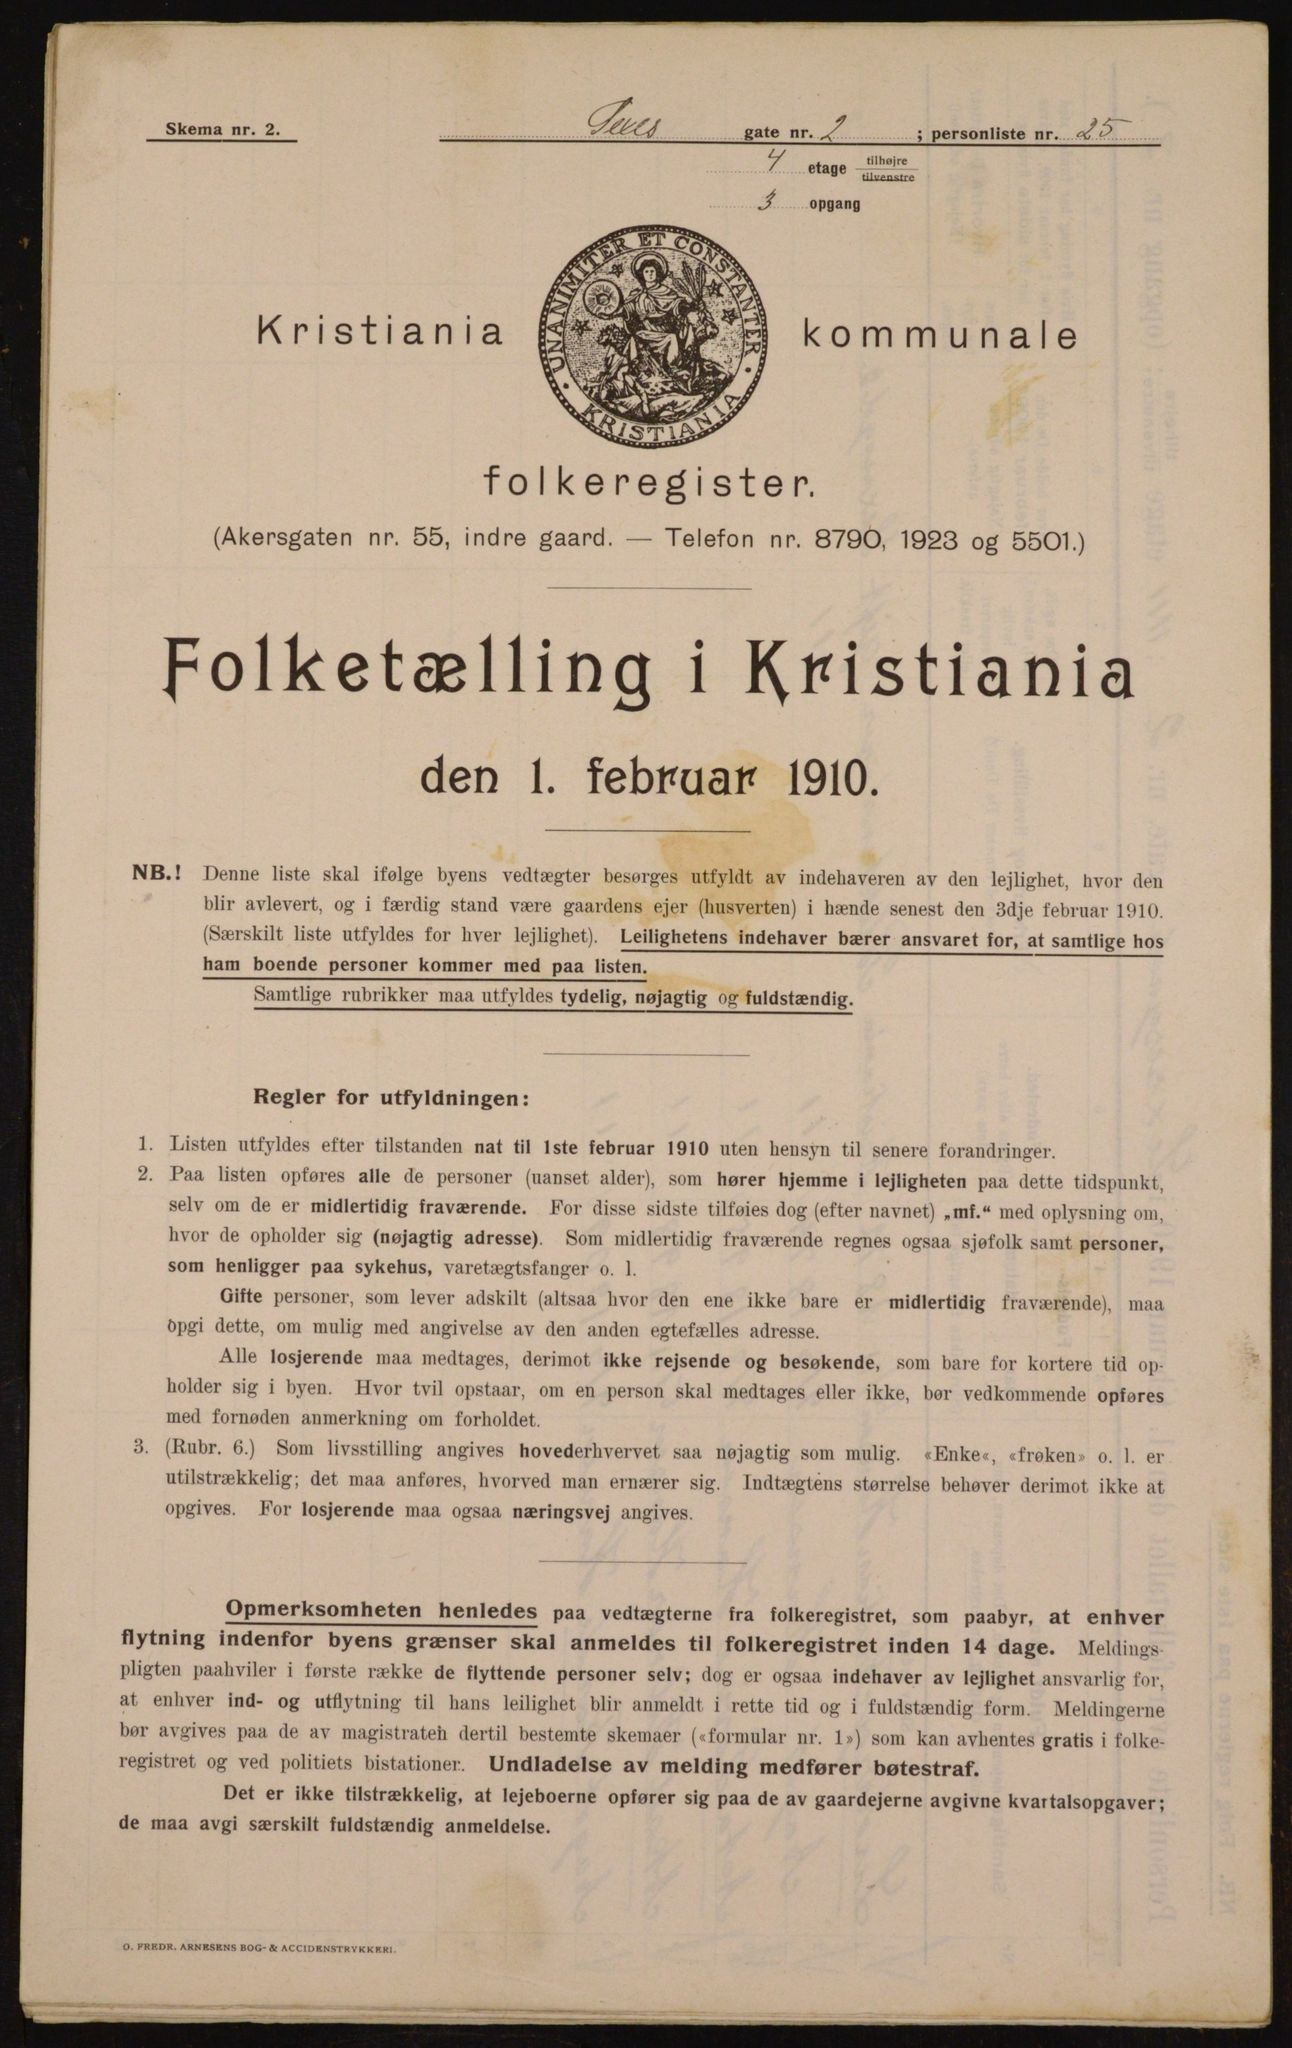 Skema nr. 2.
gate nr. 2 ; personliste nr. 25
4 etage tilhøjre
tilvenstre
3 opgang
UNANIMITER ET CONSTANTER
KRISTIANIA
Kristiania kommunale
folkeregister.
(Akersgaten nr. 55, indre gaard. — Telefon nr. 8790, 1923 og 5501.)
Folketælling i Kristiania
den 1. februar 1910.
NB.! Denne liste skal ifølge byens vedtægter besørges utfyldt av indehaveren av den lejlighet, hvor den
blir avlevert, og i færdig stand være gaardens ejer (husverten) i hænde senest den 3dje februar 1910.
(Særskilt liste utfyldes for hver lejlighet). Leilighetens indehaver bærer ansvaret for, at samtlige hos
ham boende personer kommer med paa listen.
Samtlige rubrikker maa utfyldes tydelig, nøjagtig og fuldstændig.
Regler for utfyldningen:
1. Listen utfyldes efter tilstanden nat til 1ste februar 1910 uten hensyn til senere forandringer.
2. Paa listen opføres alle de personer (uanset alder), som hører hjemme i lejligheten paa dette tidspunkt,
selv om de er midlertidig fraværende. For disse sidste tilføies dog (efter navnet) „mf.“ med oplysning om,
hvor de opholder sig (nøjagtig adresse). Som midlertidig fraværende regnes ogsaa sjøfolk samt personer,
som henligger paa sykehus, varetægtsfanger o. l.
Gifte personer, som lever adskilt (altsaa hvor den ene ikke bare er midlertidig fraværende), maa
opgi dette, om mulig med angivelse av den anden egtefælles adresse.
Alle losjerende maa medtages, derimot ikke rejsende og besøkende, som bare for kortere tid op-
holder sig i byen. Hvor tvil opstaar, om en person skal medtages eller ikke, bør vedkommende opføres
med fornøden anmerkning om forholdet.
3. (Rubr. 6.) Som livsstilling angives hovederhvervet saa nøjagtig som mulig. «Enke«, «frøken» o. l. er
utilstrækkelig; det maa anføres, hvorved man ernærer sig. Indtægtens størrelse behøver derimot ikke at
opgives. For losjerende maa ogsaa næringsvej angives.
Opmerksomheten henledes paa vedtægterne fra folkeregistret, som paabyr, at enhver
flytning indenfor byens grænser skal anmeldes til folkeregistret inden 14 dage. Meldings-
pligten paahviler i første række de flyttende personer selv; dog er ogsaa indehaver av lejlighet ansvarlig for,
at enhver ind- og utflytning til hans leilighet blir anmeldt i rette tid og i fuldstændig form. Meldingerne
bør avgives paa de av magistraten dertil bestemte skemaer («formular nr. 1») som kan avhentes gratis i folke-
registret og ved politiets bistationer. Undladelse av melding medfører bøtestraf.
Det er ikke tilstrækkelig, at lejeboerne opfører sig paa de av gaardejerne avgivne kvartalsopgaver;
de maa avgi særskilt fuldstændig anmeldelse.
O. FREDR. ARNESENS BOG- & ACCIDENSTRYKKERI.